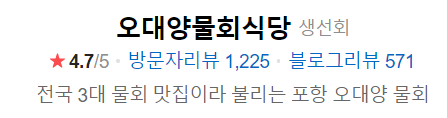 오대양물회식당 생선회
★ 4.7/5 · 방문자리뷰 1,225 · 블로그리뷰 571
전국 3대 물회 맛집이라 불리는 포항 오대양 물회